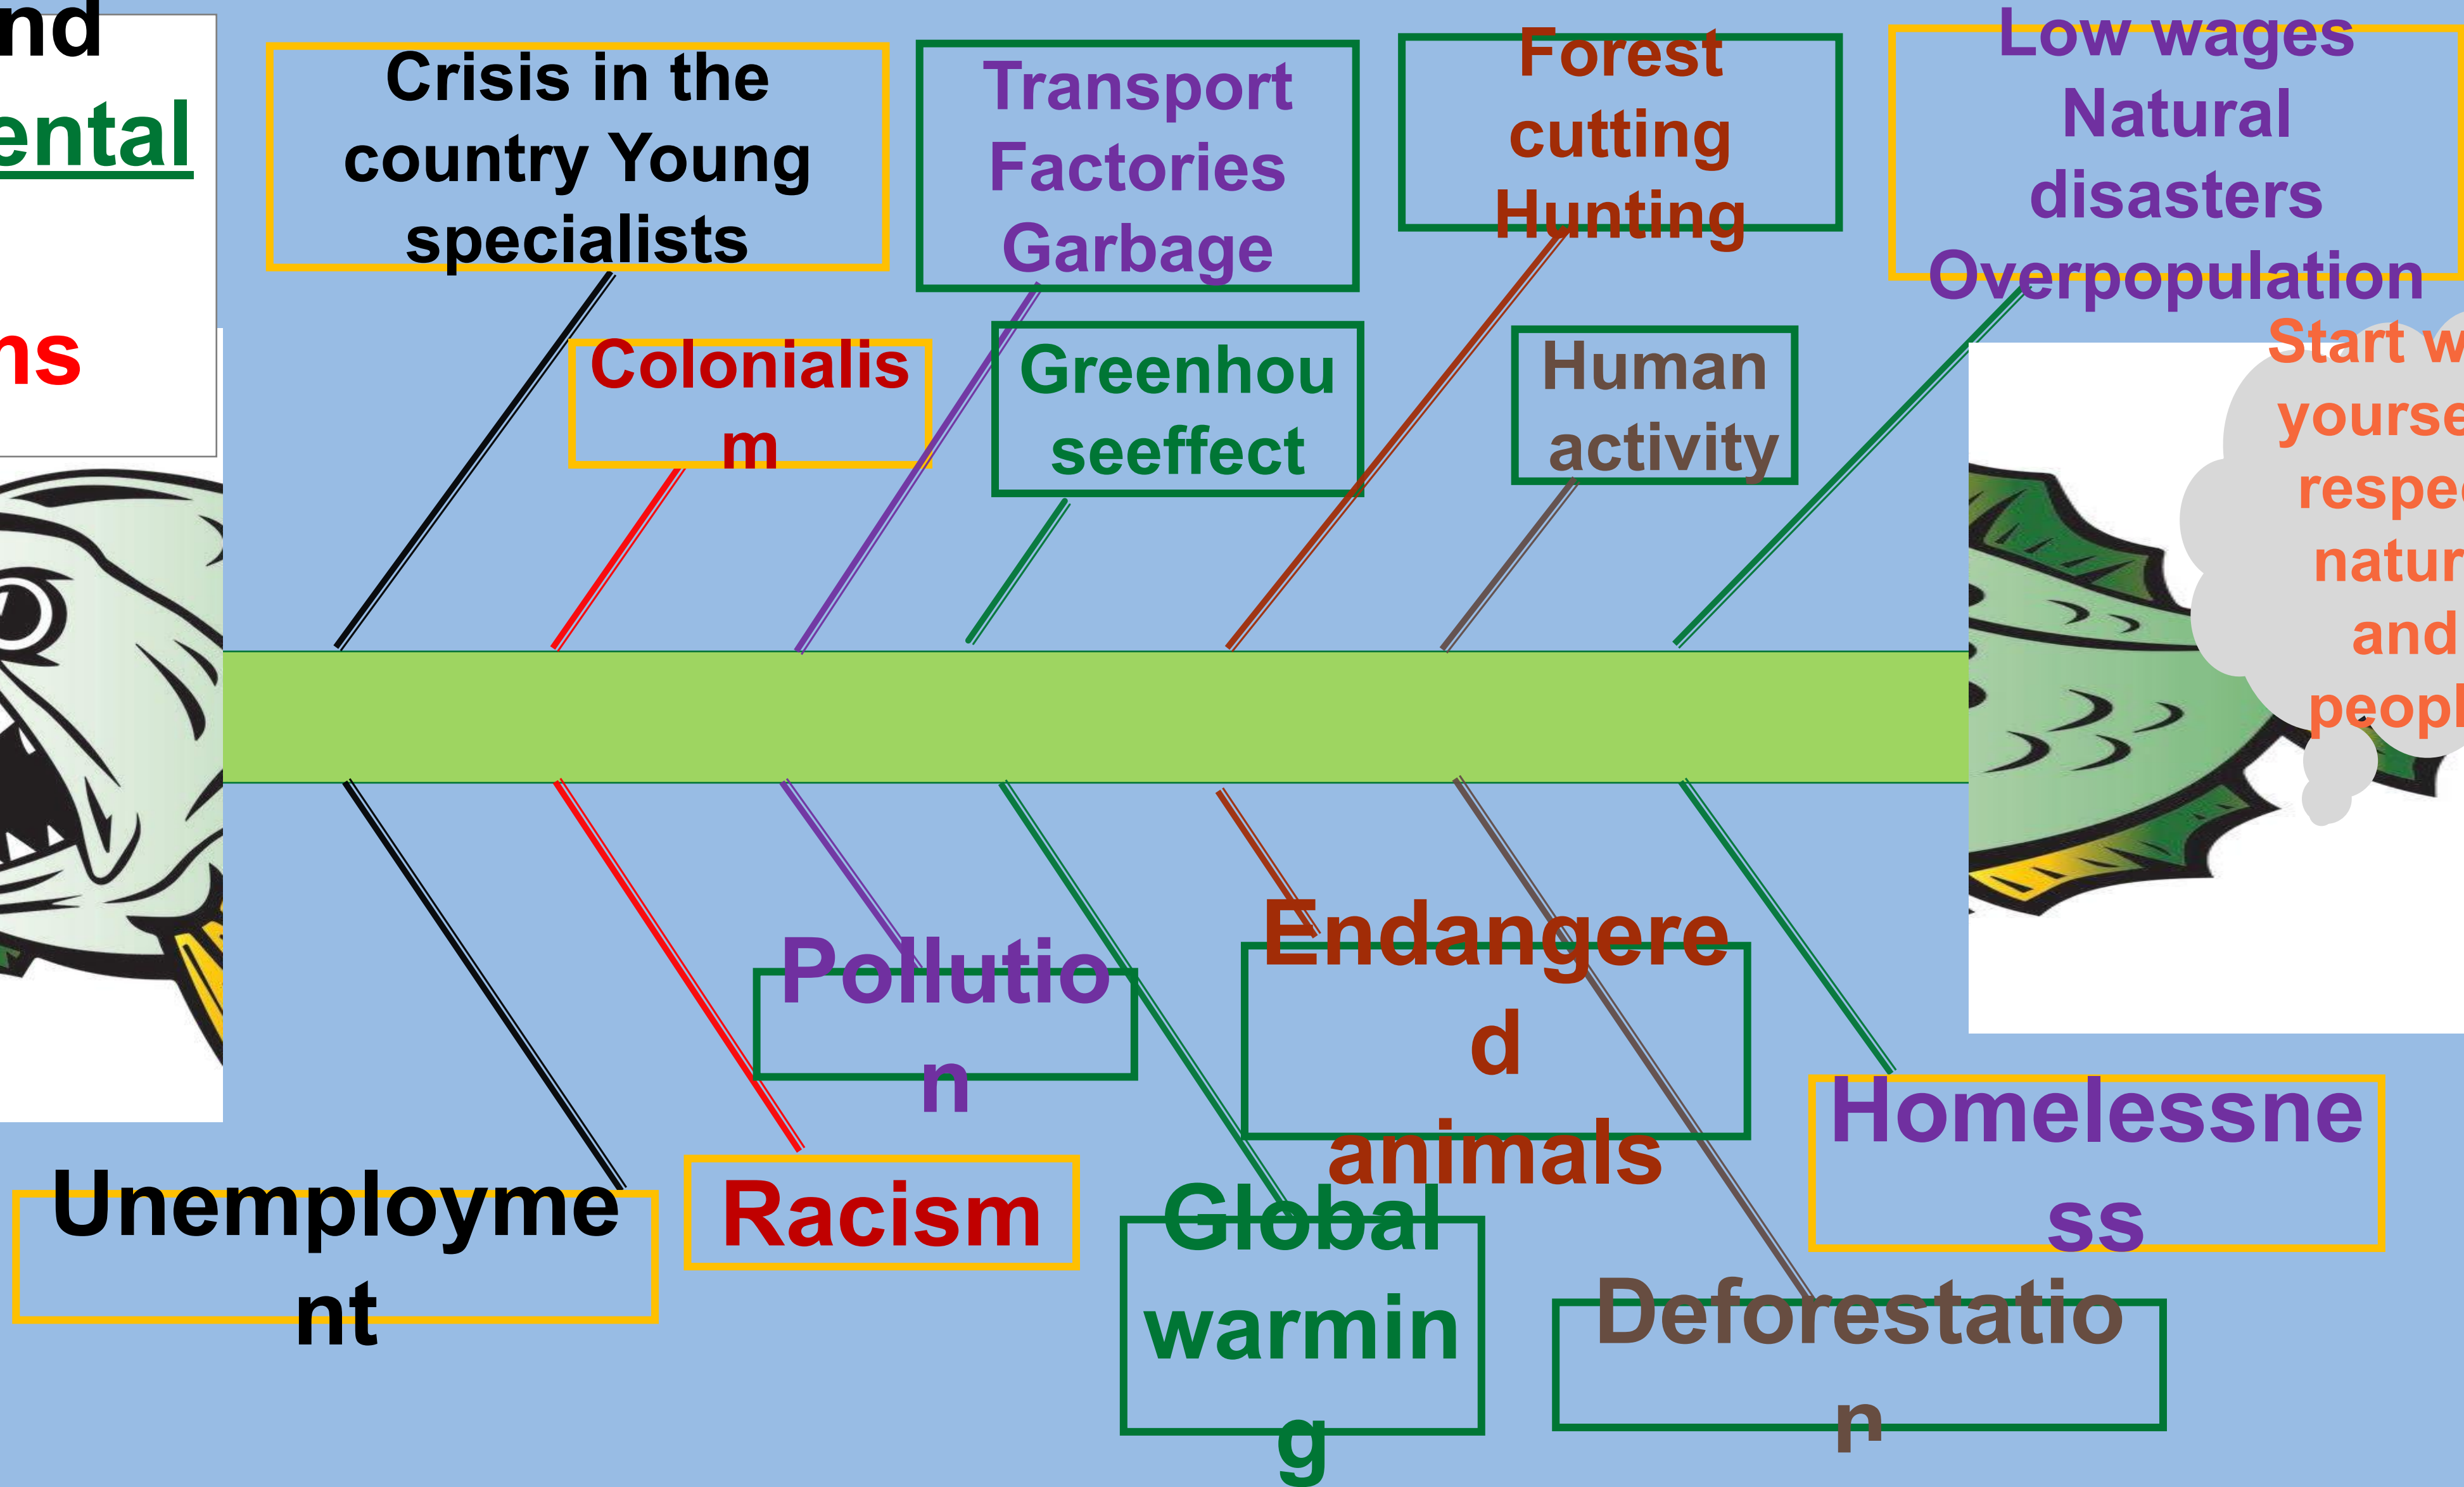 nd
ental
ns
Crisis in the
country Young
specialists
Transport
Factories
Garbage
Forest
cutting
Hunting
Low wages
Natural
disasters
Overpopulation
Colonialis
m
Greenhou
seeffect
Human
activity
Start w
yourse
respe
natur
and
peopl
Pollutio
n
Endangere
d
animals
Homelessne
ss
Unemployme
nt
Racism
Global
warmin
g
Deforestatio
n